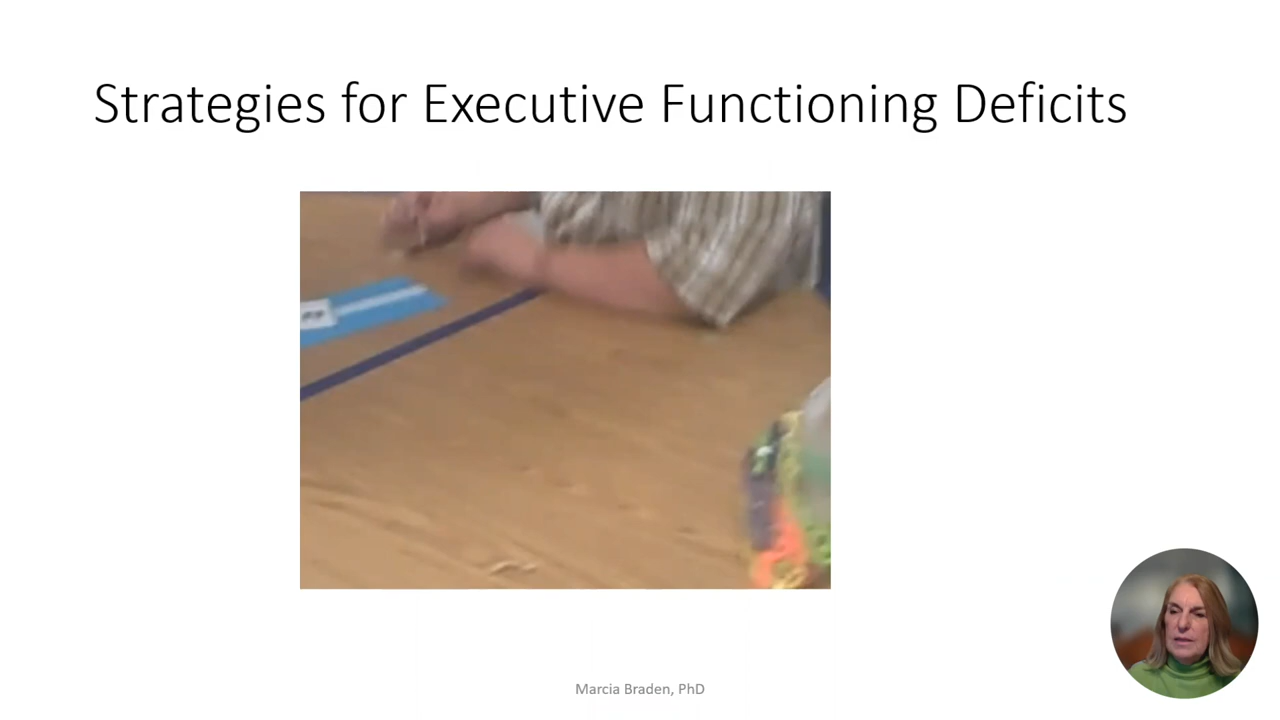 Strategies for Executive Functioning Deficits
Marcia Braden, PhD